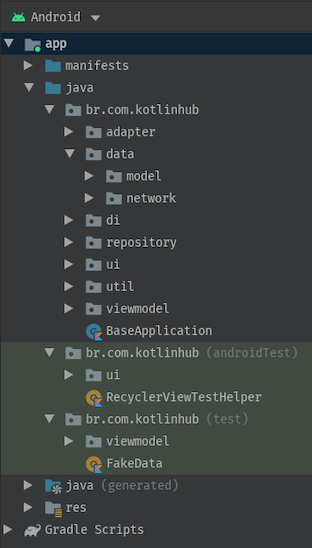 Android
app
manifests
java
br.com.kotlinhub
adapter
data
model
network
di
repository
ui
util
viewmodel
BaseApplication
br.com.kotlinhub (androidTest)
ui
RecyclerViewTestHelper
br.com.kotlinhub (test)
viewmodel
FakeData
java (generated)
res
Gradle Scripts